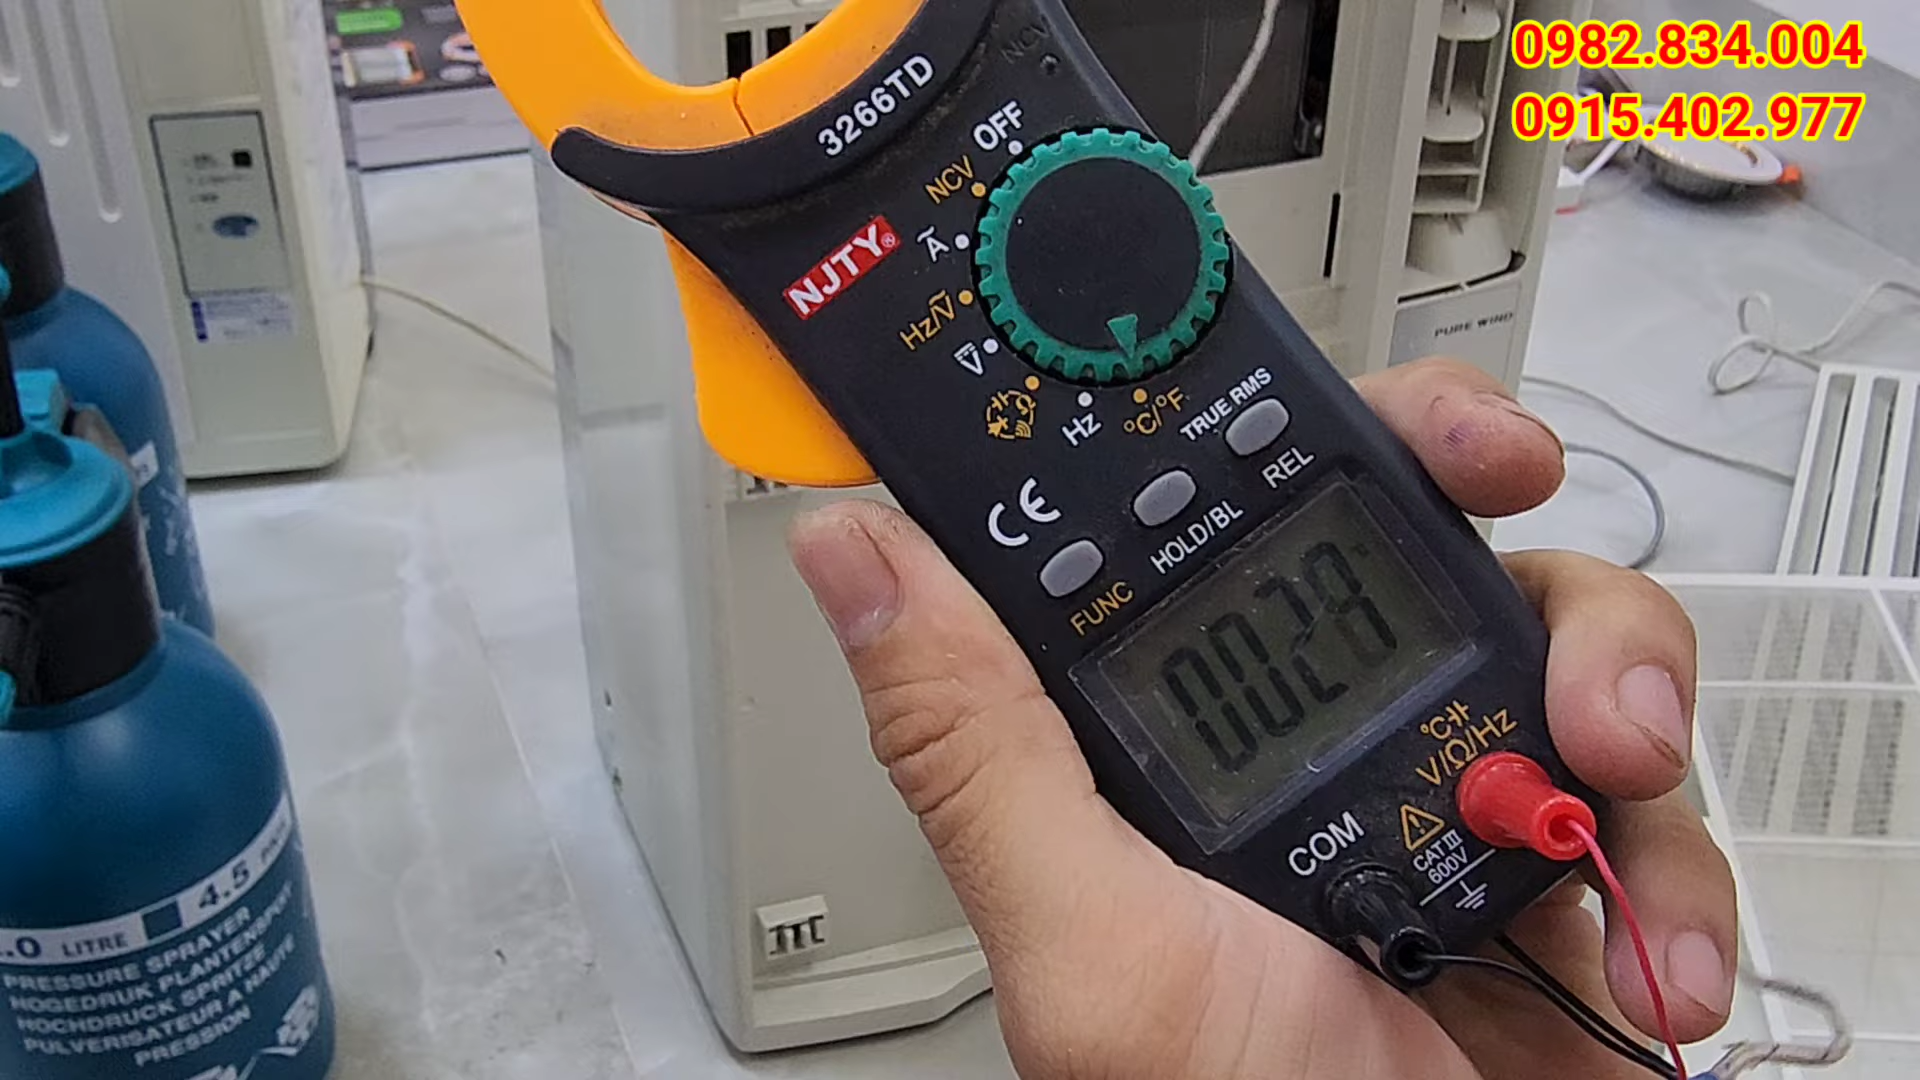 0982.834.004
0915.402.977
3266TD
NCV
OFF
NCV
A
NJTY®
Hz/V
V
Ω
Hz
°C/°F
TRUE RMS
REL
CE
HOLD/BL
FUNC
0028
°C
V/Ω/Hz
COM
CAT III
600V
PURE WIND
4.5
.0 LITRE
PRESSURE SPRAYER
HOGEDRUK PLANTENSPUIT
HOCHDRUCK SPRITZE
PULVERISATEUR A HAUTE
PRESSION